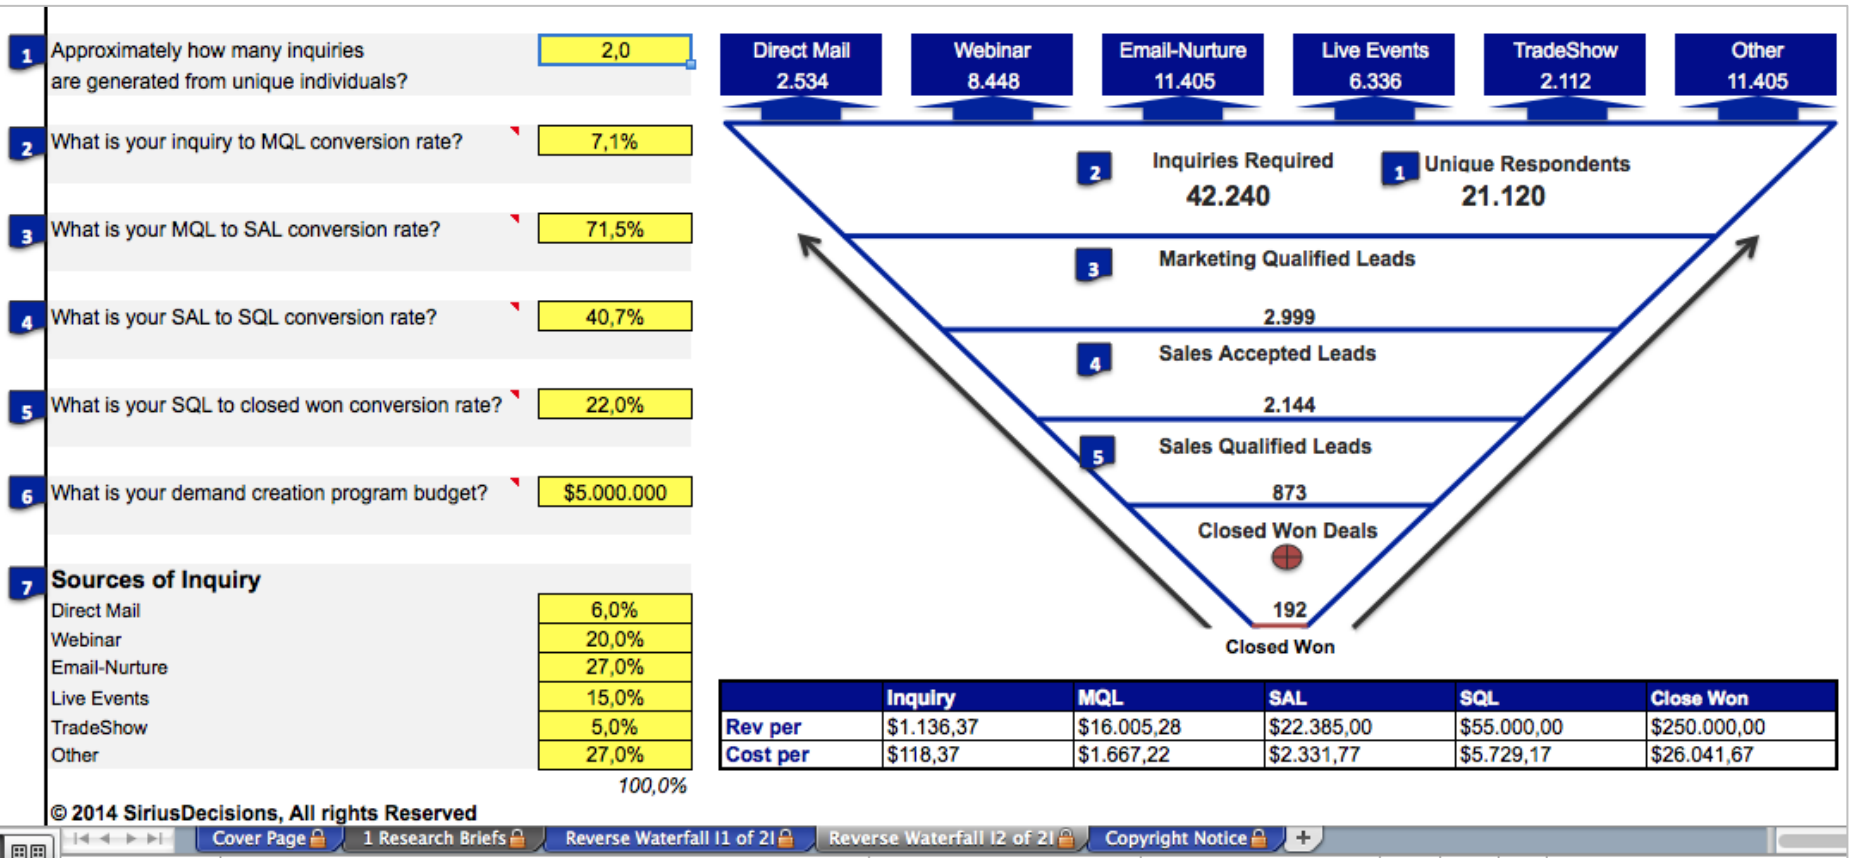 1 Approximately how many inquiries 2,0
are generated from unique individuals?
2 What is your inquiry to MQL conversion rate? 7,1%
3 What is your MQL to SAL conversion rate? 71,5%
4 What is your SAL to SQL conversion rate? 40,7%
5 What is your SQL to closed won conversion rate? 22,0%
6 What is your demand creation program budget? $5.000.000
7 Sources of Inquiry
Direct Mail 6,0%
Webinar 20,0%
Email-Nurture 27,0%
Live Events 15,0%
TradeShow 5,0%
Other 27,0%
100,0%
© 2014 SiriusDecisions, All rights Reserved
Direct Mail Webinar Email-Nurture Live Events TradeShow Other
2.534 8.448 11.405 6.336 2.112 11.405
2 Inquiries Required 1 Unique Respondents
42.240 21.120
3 Marketing Qualified Leads
2.999
4 Sales Accepted Leads
2.144
5 Sales Qualified Leads
873
Closed Won Deals
192
Closed Won
Inquiry MQL SAL SQL Close Won
Rev per $1.136,37 $16.005,28 $22.385,00 $55.000,00 $250.000,00
Cost per $118,37 $1.667,22 $2.331,77 $5.729,17 $26.041,67
Cover Page 1 Research Briefs Reverse Waterfall I1 of 2I Reverse Waterfall I2 of 2I Copyright Notice +